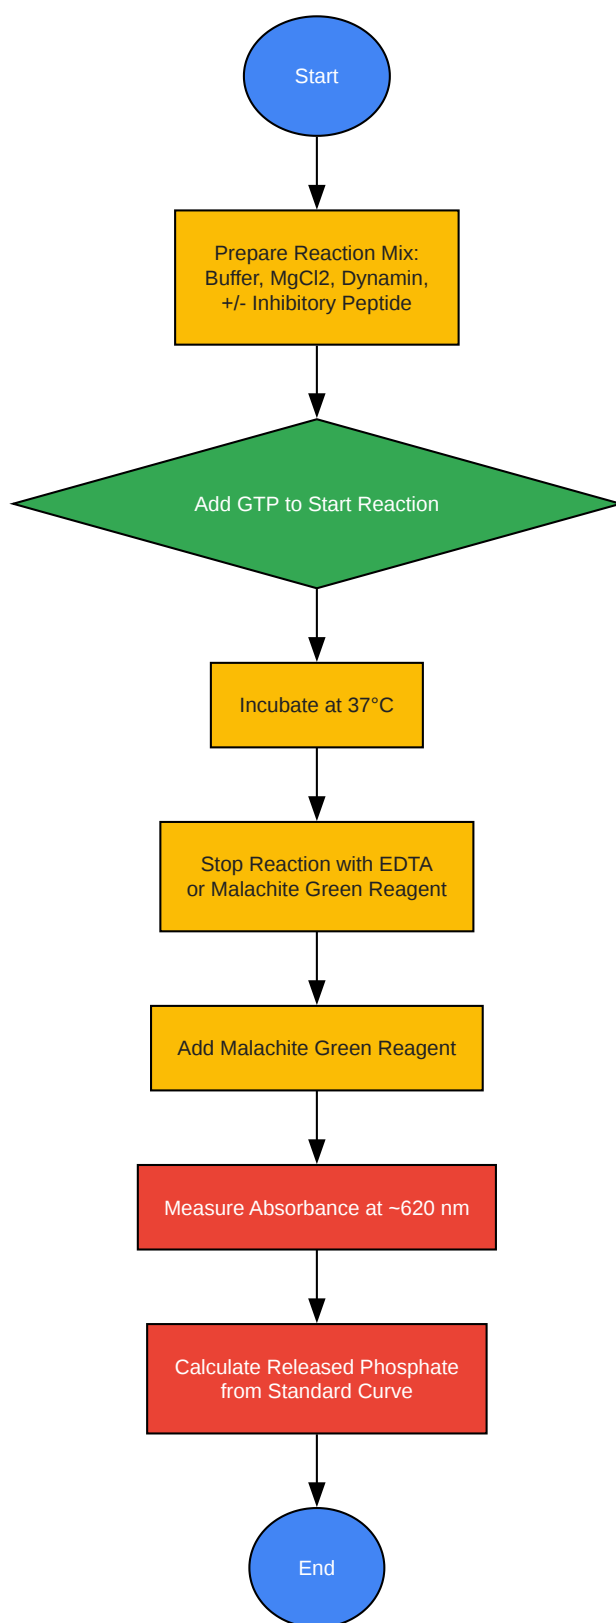 Start
Prepare Reaction Mix:
Buffer, MgCl2, Dynamin,
+/- Inhibitory Peptide
Add GTP to Start Reaction
Incubate at 37°C
Stop Reaction with EDTA
or Malachite Green Reagent
Add Malachite Green Reagent
Measure Absorbance at ~620 nm
Calculate Released Phosphate
from Standard Curve
End